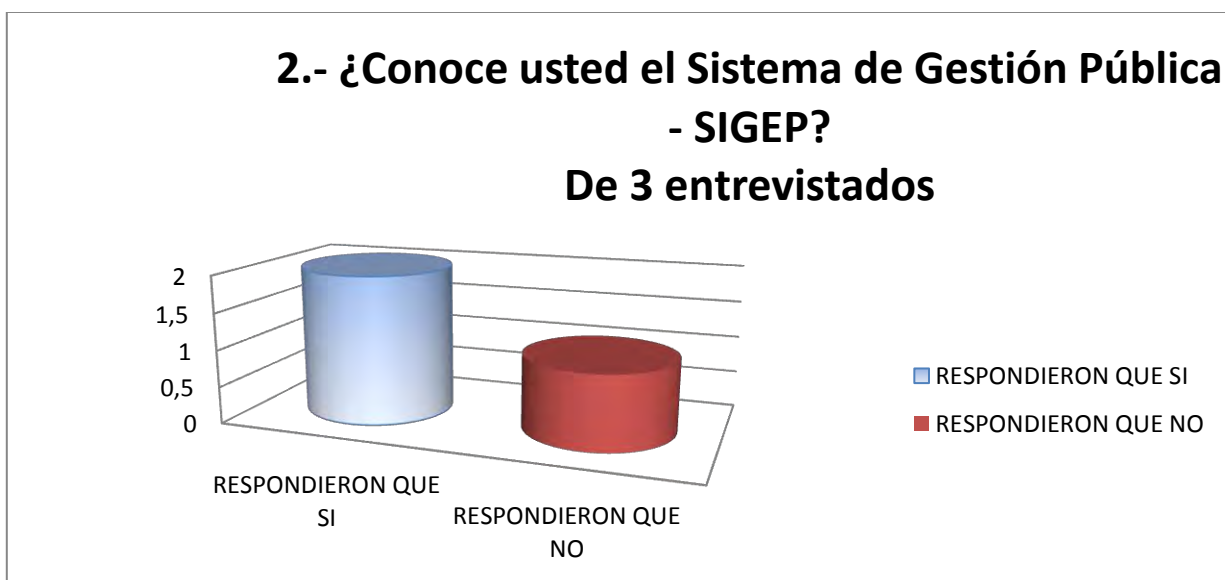 2.- ¿Conoce usted el Sistema de Gestión Pública
- SIGEP?
De 3 entrevistados
2
1,5
1
0,5
0
RESPONDIERON QUE
SI
RESPONDIERON QUE
NO
RESPONDIERON QUE SI
RESPONDIERON QUE NO